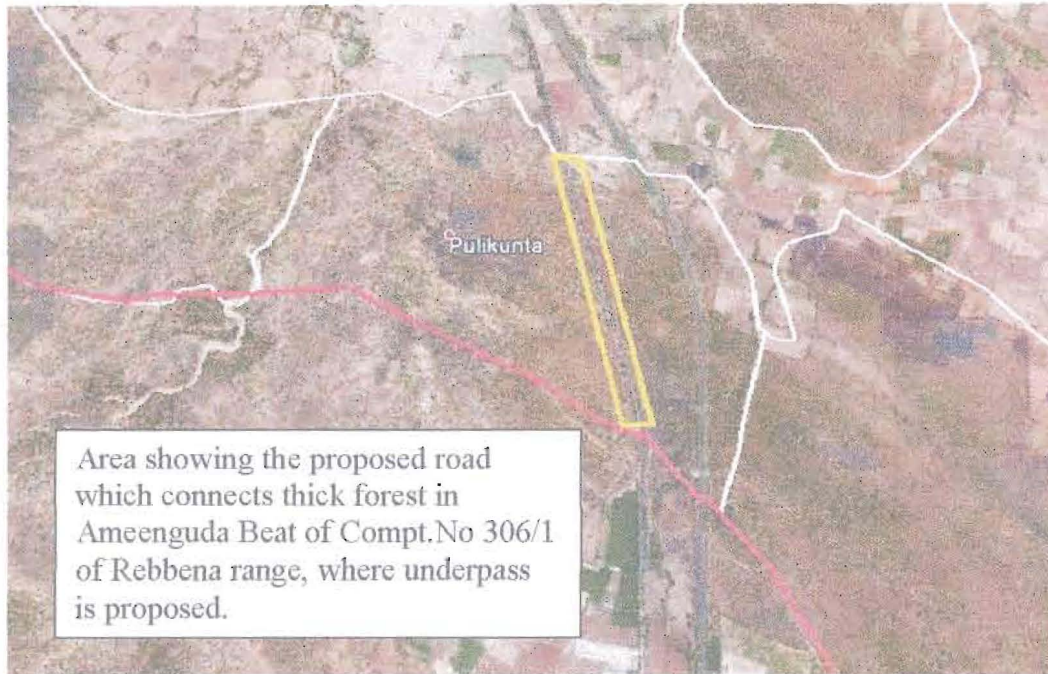 Pulikunta
Area showing the proposed road
which connects thick forest in
Ameenguda Beat of Compt.No 306/1
of Rebbena range, where underpass
is proposed.